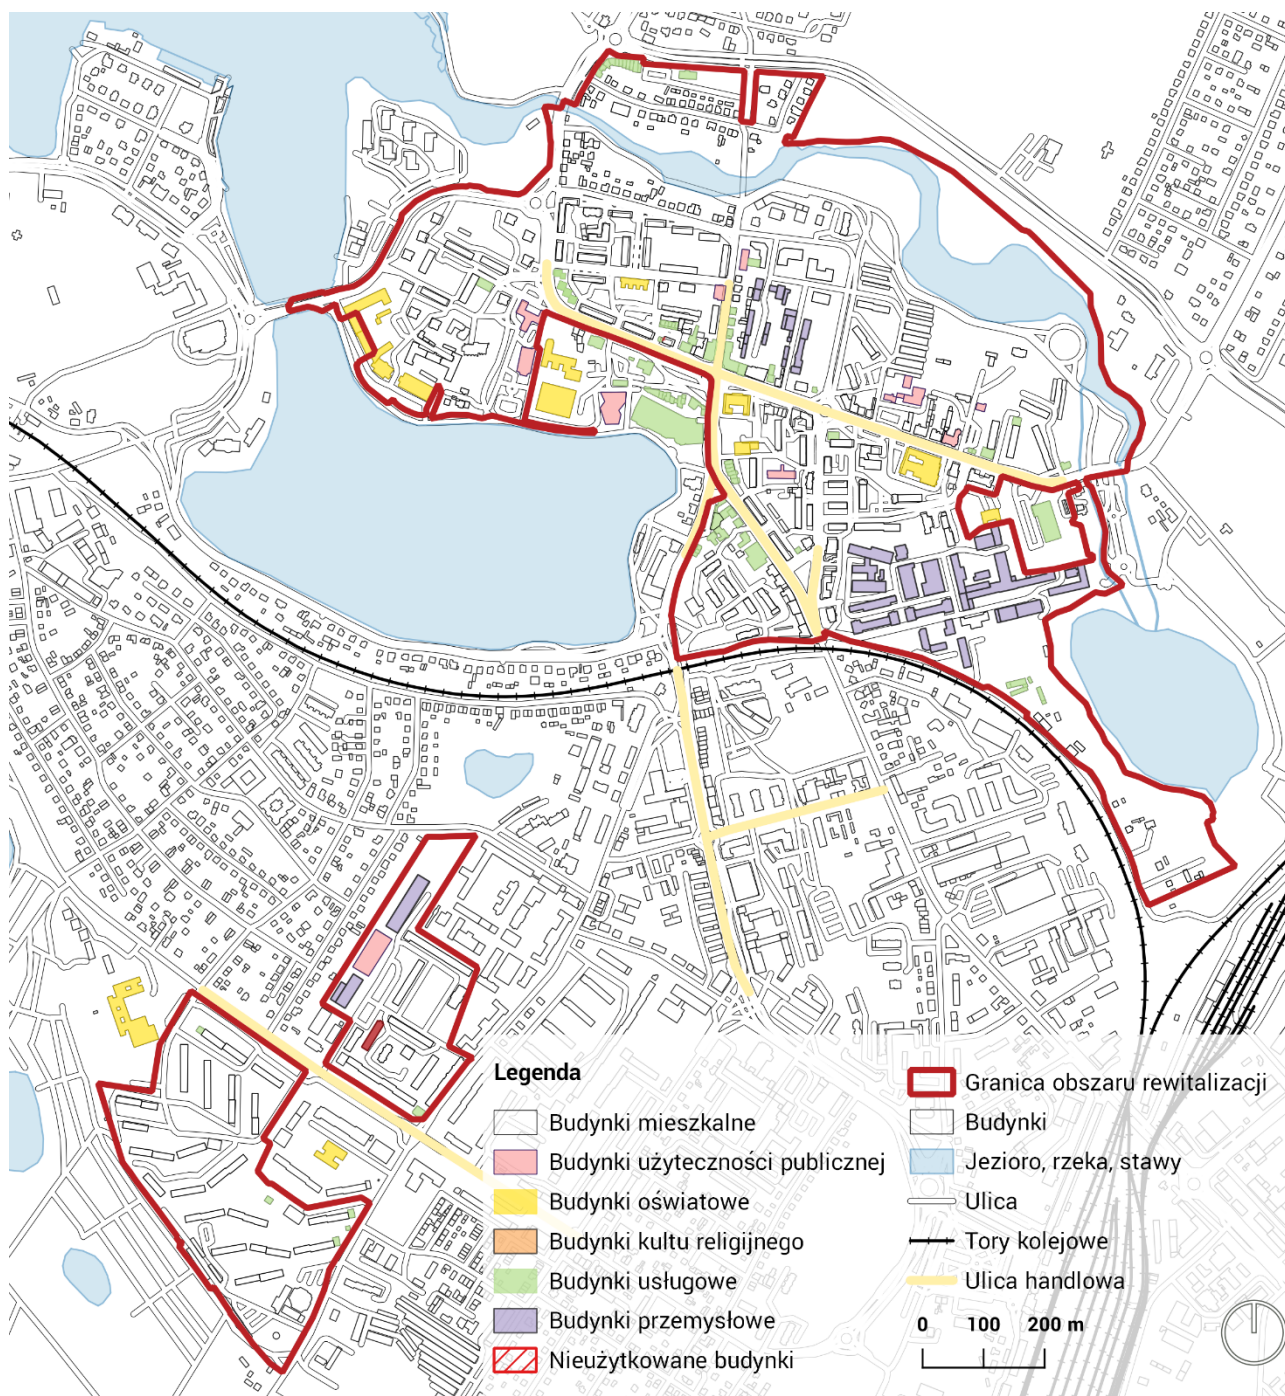 Legenda
Budynki mieszkalne
Budynki użyteczności publicznej
Budynki oświatowe
Budynki kultu religijnego
Budynki usługowe
Budynki przemysłowe
Nieużytkowane budynki
Granica obszaru rewitalizacji
Budynki
Jezioro, rzeka, stawy
Ulica
Tory kolejowe
Ulica handlowa
0 100 200 m